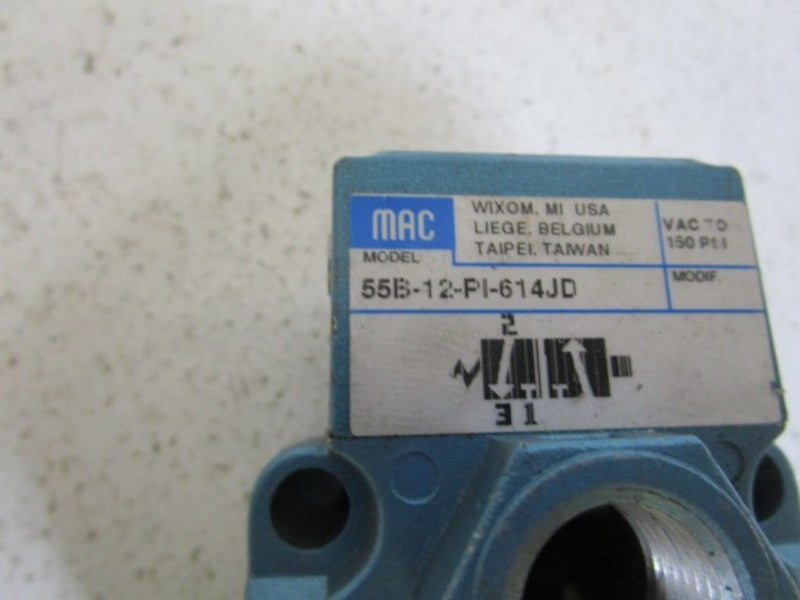 MAC
WIXOM, MI USA
LIEGE, BELGIUM
TAIPEI, TAIWAN
VAC TO
150 PSI
MODEL
55B-12-PI-614JD
MODIF.
2
3 1